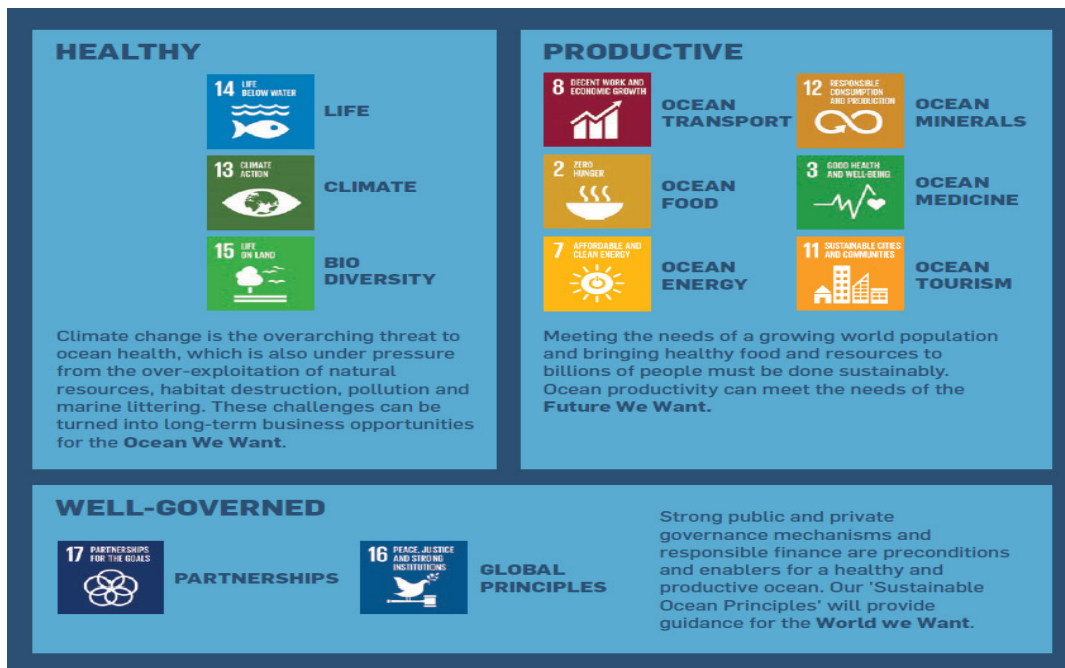 HEALTHY
14 LIFE
BELOW WATER
LIFE
13 CLIMATE
ACTION
CLIMATE
15 LIFE
ON LAND
BIO
DIVERSITY
Climate change is the overarching threat to
ocean health, which is also under pressure
from the over-exploitation of natural
resources, habitat destruction, pollution and
marine littering. These challenges can be
turned into long-term business opportunities
for the Ocean We Want.
PRODUCTIVE
8 DECENT WORK AND
ECONOMIC GROWTH
OCEAN
TRANSPORT
12 RESPONSIBLE
CONSUMPTION
AND PRODUCTION
OCEAN
MINERALS
2 ZERO
HUNGER
OCEAN
FOOD
3 GOOD HEALTH
AND WELL-BEING
OCEAN
MEDICINE
7 AFFORDABLE AND
CLEAN ENERGY
OCEAN
ENERGY
11 SUSTAINABLE CITIES
AND COMMUNITIES
OCEAN
TOURISM
Meeting the needs of a growing world population
and bringing healthy food and resources to
billions of people must be done sustainably.
Ocean productivity can meet the needs of the
Future We Want.
WELL-GOVERNED
17 PARTNERSHIPS
FOR THE GOALS
PARTNERSHIPS
16 PEACE, JUSTICE
AND STRONG
INSTITUTIONS
GLOBAL
PRINCIPLES
Strong public and private
governance mechanisms and
responsible finance are preconditions
and enablers for a healthy and
productive ocean. Our 'Sustainable
Ocean Principles' will provide
guidance for the World we Want.